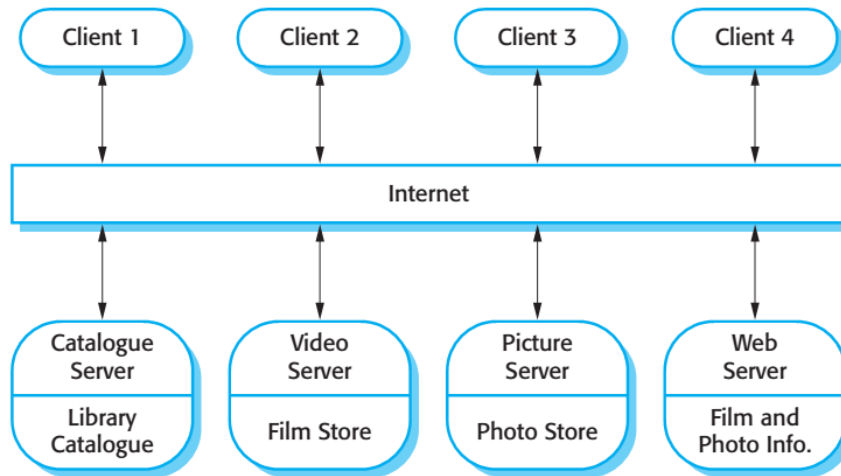 Client 1
Client 2
Client 3
Client 4
Internet
Catalogue
Server
Library
Catalogue
Video
Server
Film Store
Picture
Server
Photo Store
Web
Server
Film and
Photo Info.